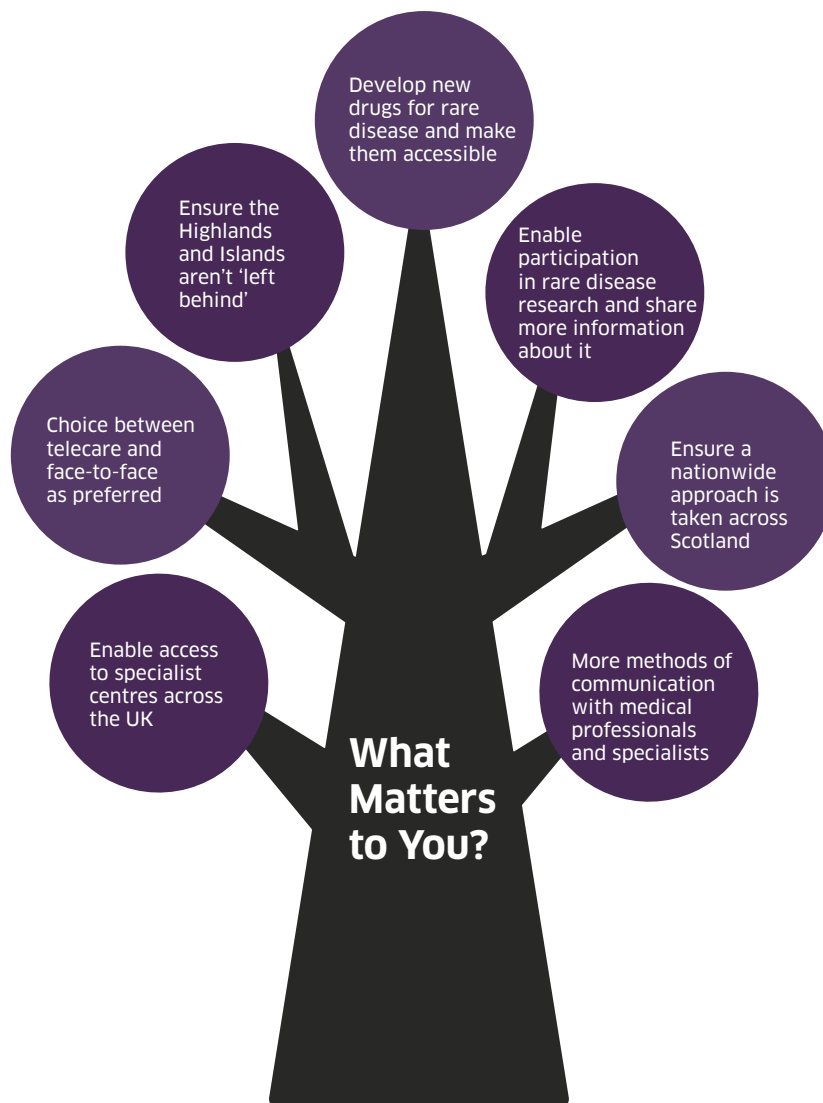 Develop new
drugs for rare
disease and make
them accessible
Ensure the
Highlands
and Islands
aren’t ‘left
behind’
Enable
participation
in rare disease
research and share
more information
about it
Choice between
telecare and
face-to-face
as preferred
Ensure a
nationwide
approach is
taken across
Scotland
Enable access
to specialist
centres across
the UK
More methods of
communication
with medical
professionals
and specialists
What
Matters
to You?